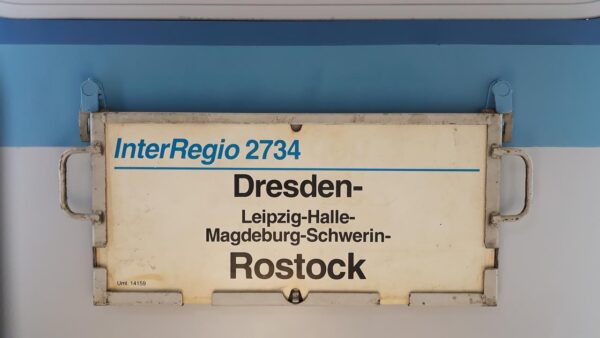 InterRegio 2734
Dresden-
Leipzig-Halle-
Magdeburg-Schwerin-
Rostock
Uml. 14159